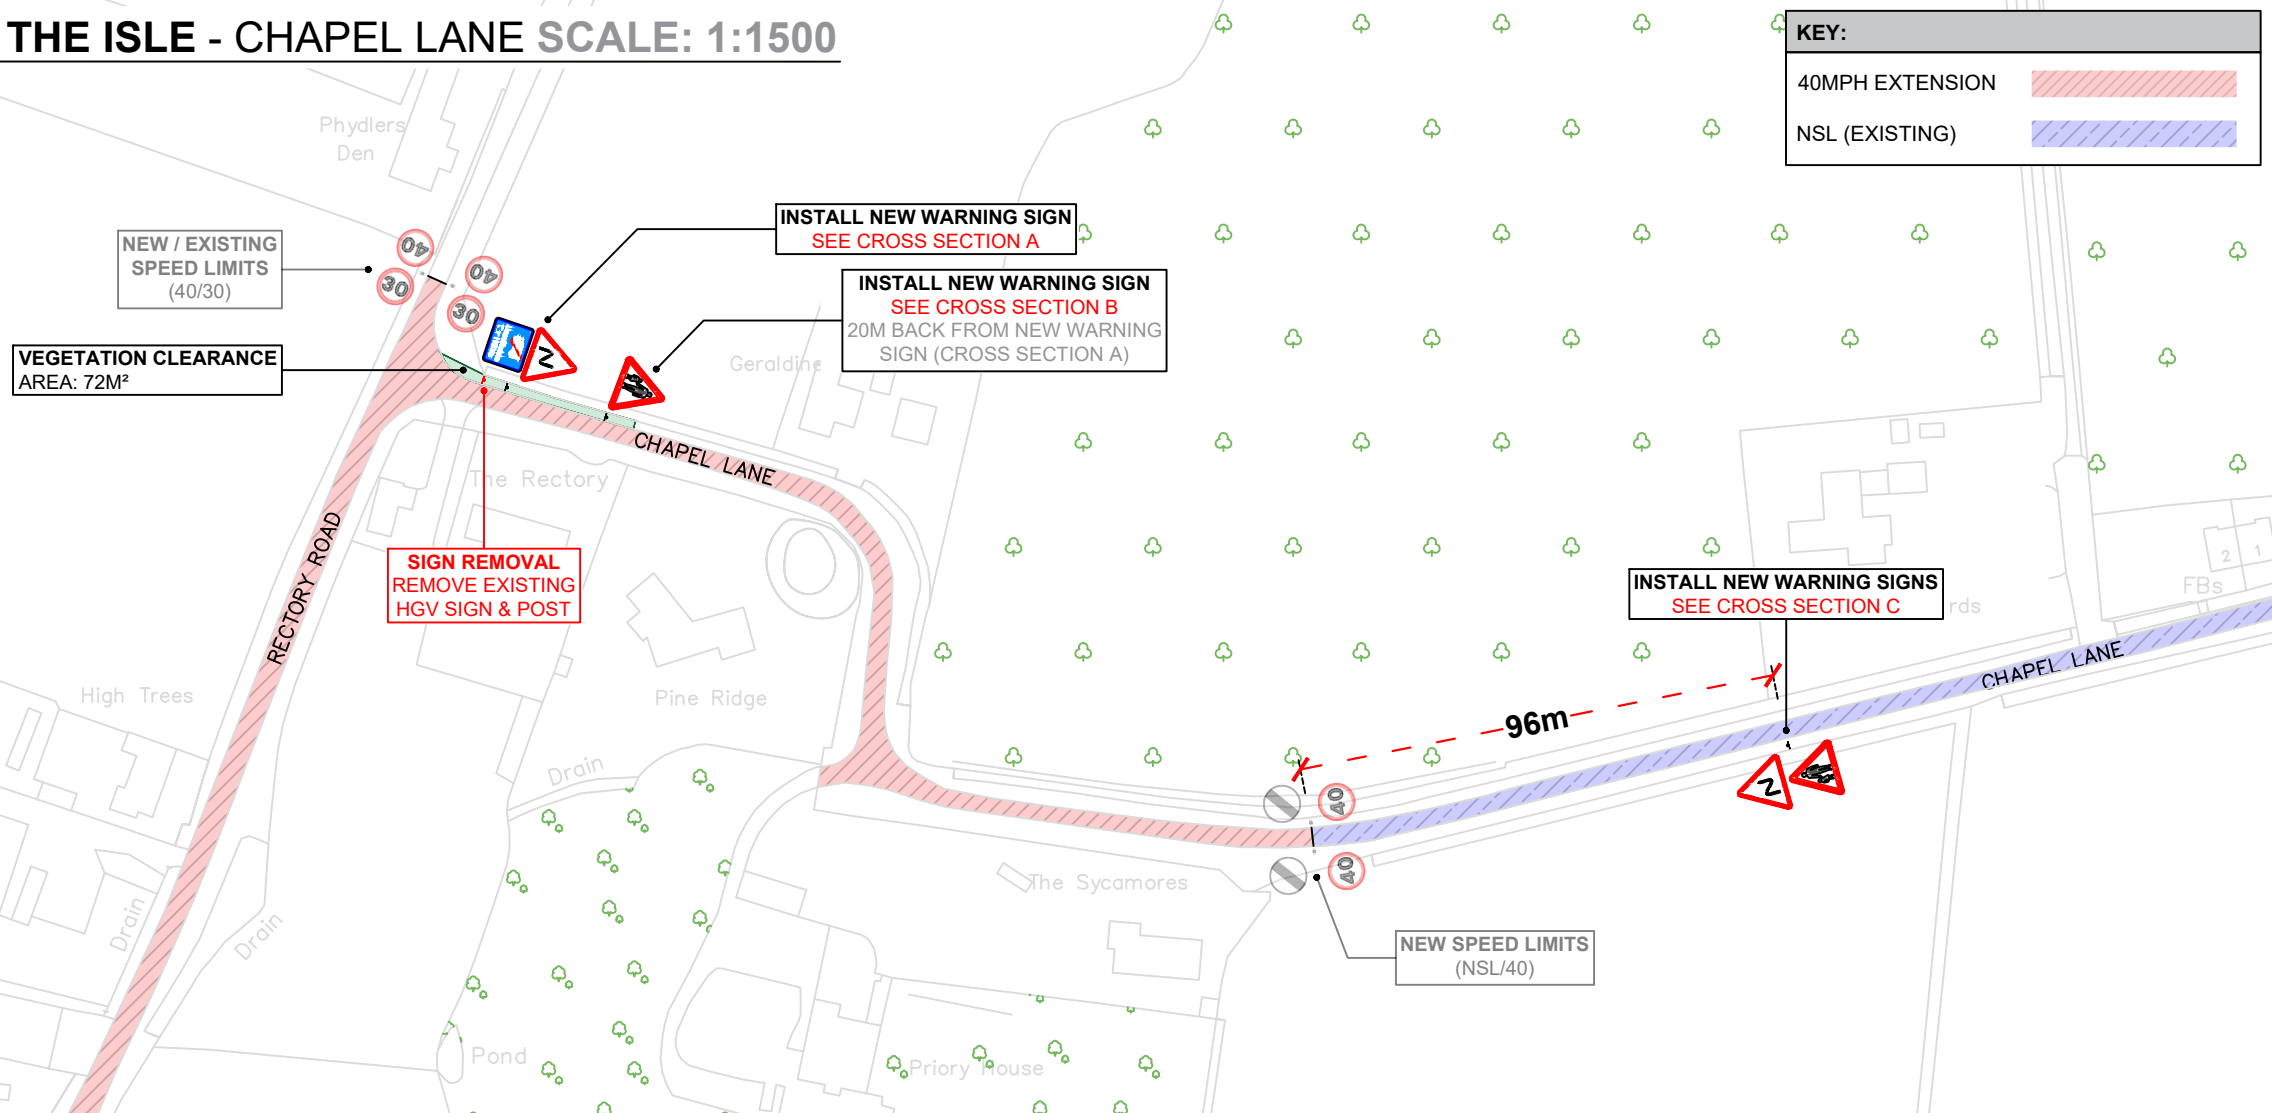 THE ISLE - CHAPEL LANE SCALE: 1:1500
KEY:
40MPH EXTENSION
NSL (EXISTING)
Phydlers
Den
NEW / EXISTING
SPEED LIMITS
(40/30)
40
30
40
30
INSTALL NEW WARNING SIGN
SEE CROSS SECTION A
INSTALL NEW WARNING SIGN
SEE CROSS SECTION B
20M BACK FROM NEW WARNING
SIGN (CROSS SECTION A)
VEGETATION CLEARANCE
AREA: 72M²
Geraldine
CHAPEL LANE
The Rectory
RECTORY ROAD
SIGN REMOVAL
REMOVE EXISTING
HGV SIGN & POST
INSTALL NEW WARNING SIGNS
SEE CROSS SECTION C
rds
2
1
FBs
CHAPEL LANE
High Trees
Pine Ridge
96m
Drain
40
40
The Sycamores
Drain
Drain
NEW SPEED LIMITS
(NSL/40)
Pond
Priory House